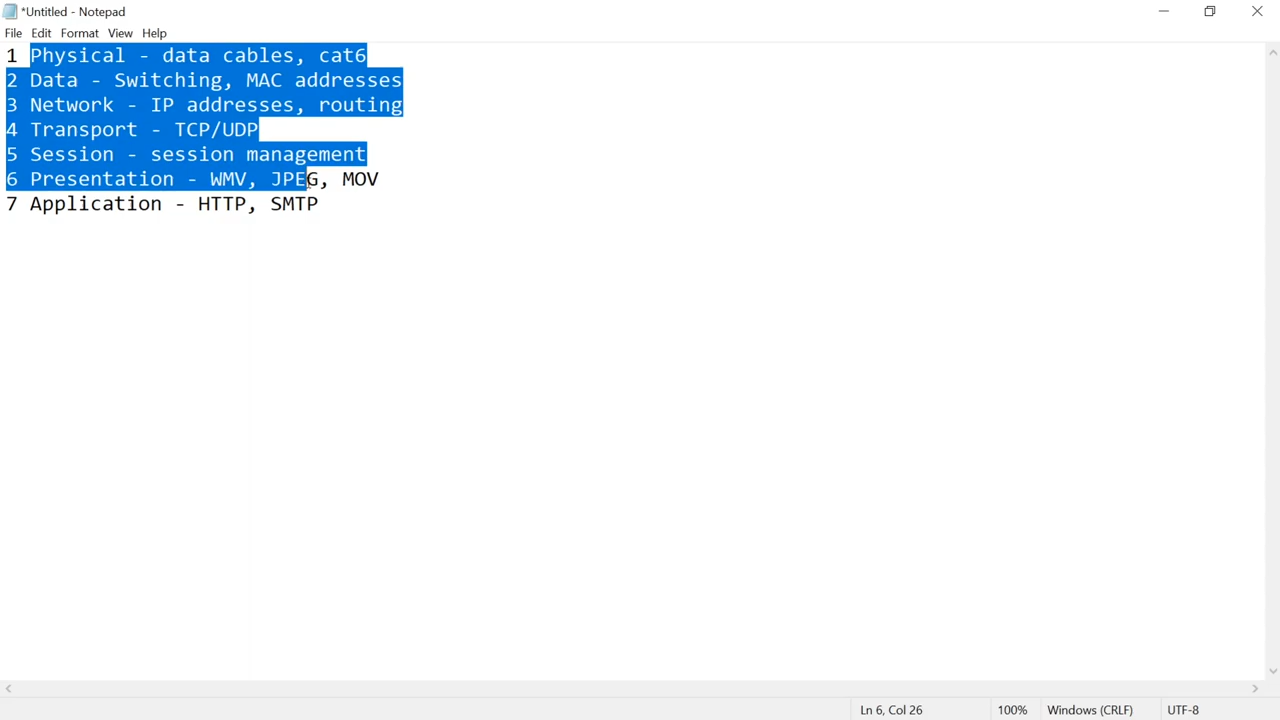 *Untitled - Notepad
File Edit Format View Help
1 Physical - data cables, cat6
2 Data - Switching, MAC addresses
3 Network - IP addresses, routing
4 Transport - TCP/UDP
5 Session - session management
6 Presentation - WMV, JPEG, MOV
7 Application - HTTP, SMTP
Ln 6, Col 26 100% Windows (CRLF) UTF-8